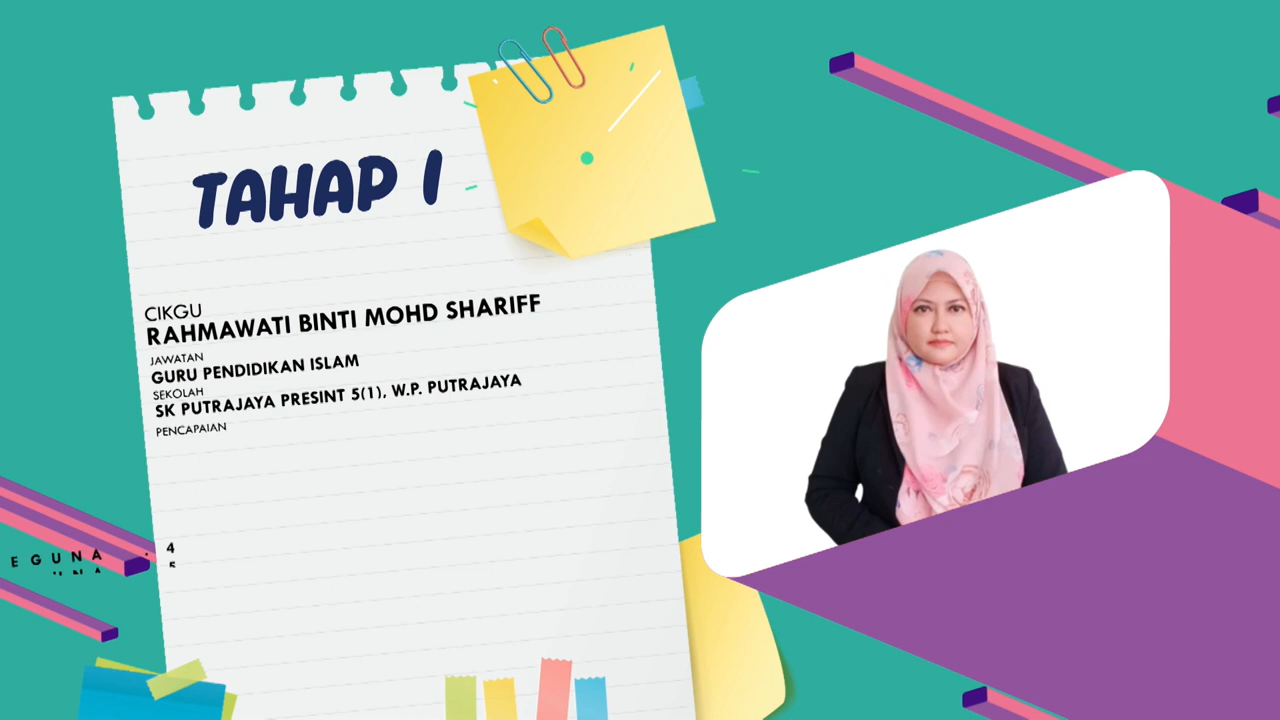 TAHAP 1
CIKGU
RAHMAWATI BINTI MOHD SHARIFF
JAWATAN
GURU PENDIDIKAN ISLAM
SEKOLAH
SK PUTRAJAYA PRESINT 5(1), W.P. PUTRAJAYA
PENCAPAIAN
EGUNA
4